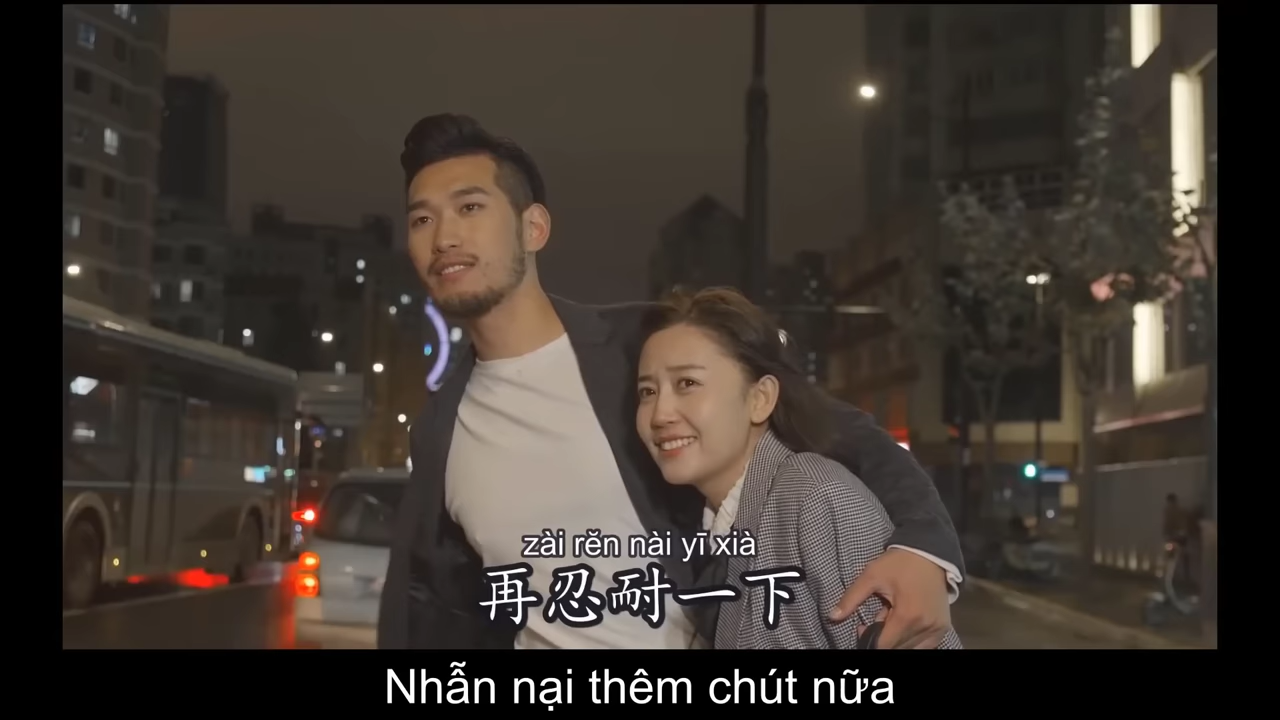 zài rěn nài yī xià
再忍耐一下
Nhẫn nại thêm chút nữa